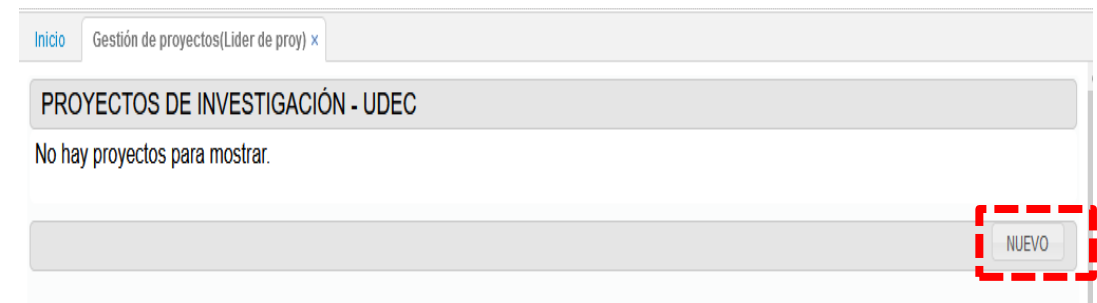 Inicio
Gestión de proyectos(Lider de proy) ×
PROYECTOS DE INVESTIGACIÓN - UDEC
No hay proyectos para mostrar.
NUEVO